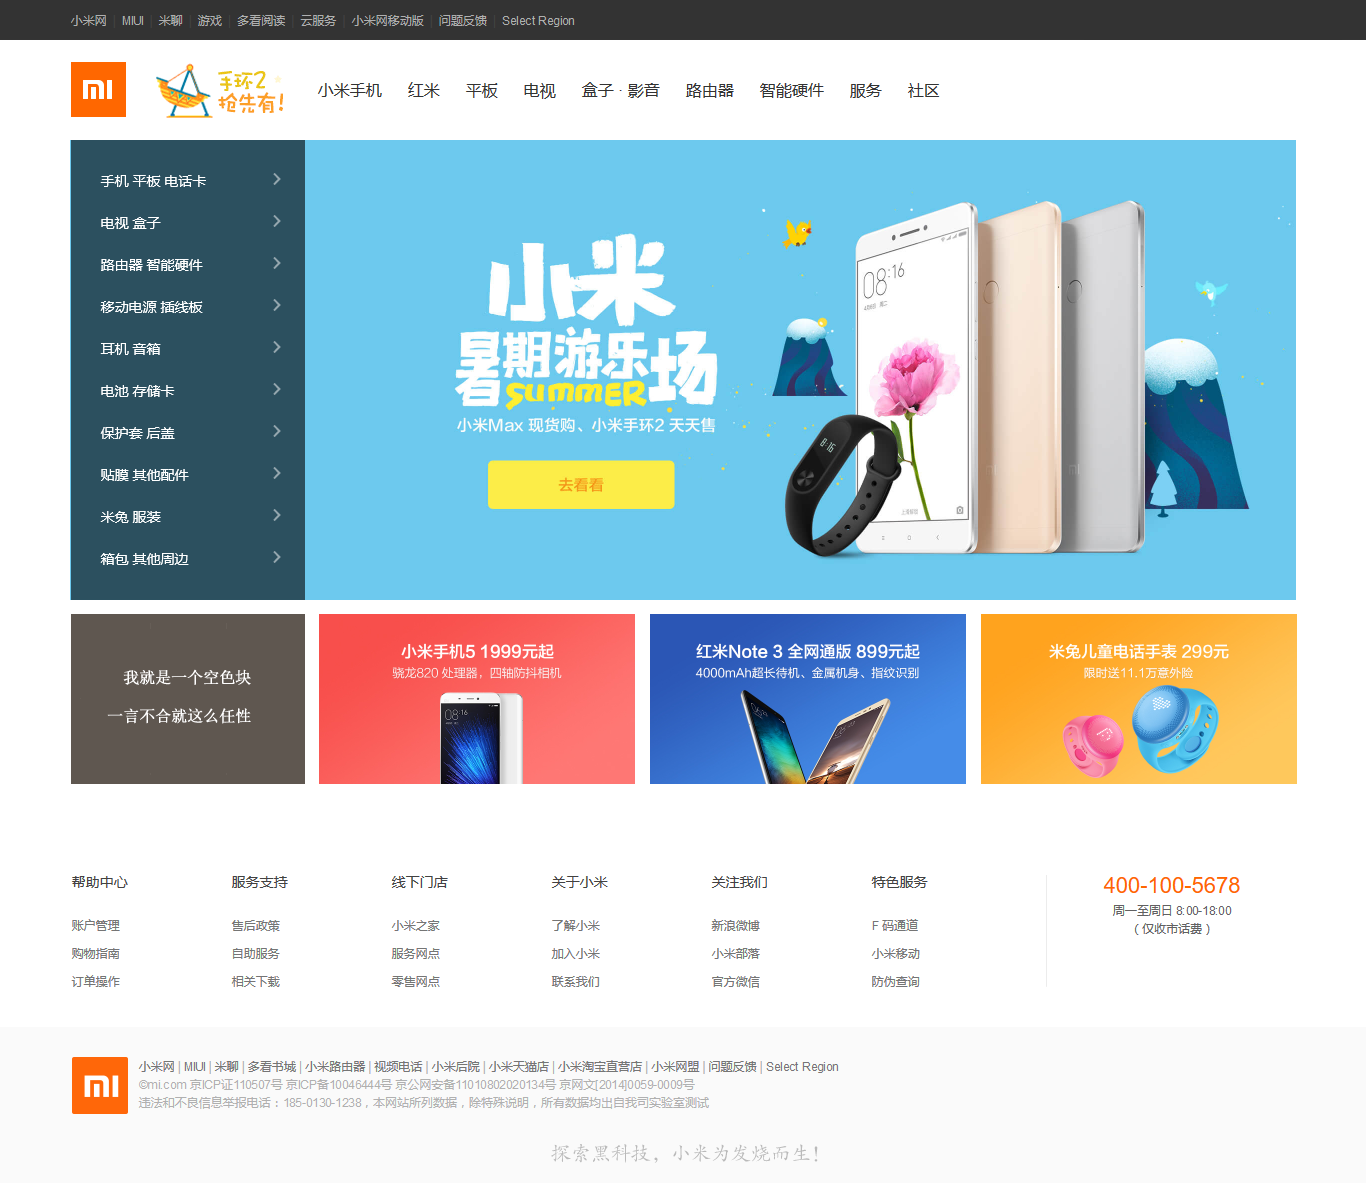 小米网 | MIUI | 米聊 | 游戏 | 多看阅读 | 云服务 | 小米网移动版 | 问题反馈 | Select Region
手环2
抢先有!
小米手机 红米 平板 电视 盒子 · 影音 路由器 智能硬件 服务 社区
手机 平板 电话卡
电视 盒子
路由器 智能硬件
移动电源 插线板
耳机 音箱
电池 存储卡
保护套 后盖
贴膜 其他配件
米兔 服装
箱包 其他周边
小米
暑期游乐场
SUMMER
小米Max 现货购、小米手环2 天天售
去看看
08:16
8:16
我就是一个空色块
一言不合就这么任性
小米手机5 1999元起
骁龙820 处理器，四轴防抖相机
08:16
红米Note 3 全网通版 899元起
4000mAh超长待机、金属机身、指纹识别
米兔儿童电话手表 299元
限时送11.1万意外险
帮助中心 服务支持 线下门店 关于小米 关注我们 特色服务
账户管理 售后政策 小米之家 了解小米 新浪微博 F 码通道
购物指南 自助服务 服务网点 加入小米 小米部落 小米移动
订单操作 相关下载 零售网点 联系我们 官方微信 防伪查询
400-100-5678
周一至周日 8:00-18:00
（仅收市话费）
小米网 | MIUI | 米聊 | 多看书城 | 小米路由器 | 视频电话 | 小米后院 | 小米天猫店 | 小米淘宝直营店 | 小米网盟 | 问题反馈 | Select Region
©mi.com 京ICP证110507号 京ICP备10046444号 京公网安备11010802020134号 京网文[2014]0059-0009号
违法和不良信息举报电话：185-0130-1238，本网站所列数据，除特殊说明，所有数据均出自我司实验室测试
探索黑科技，小米为发烧而生!